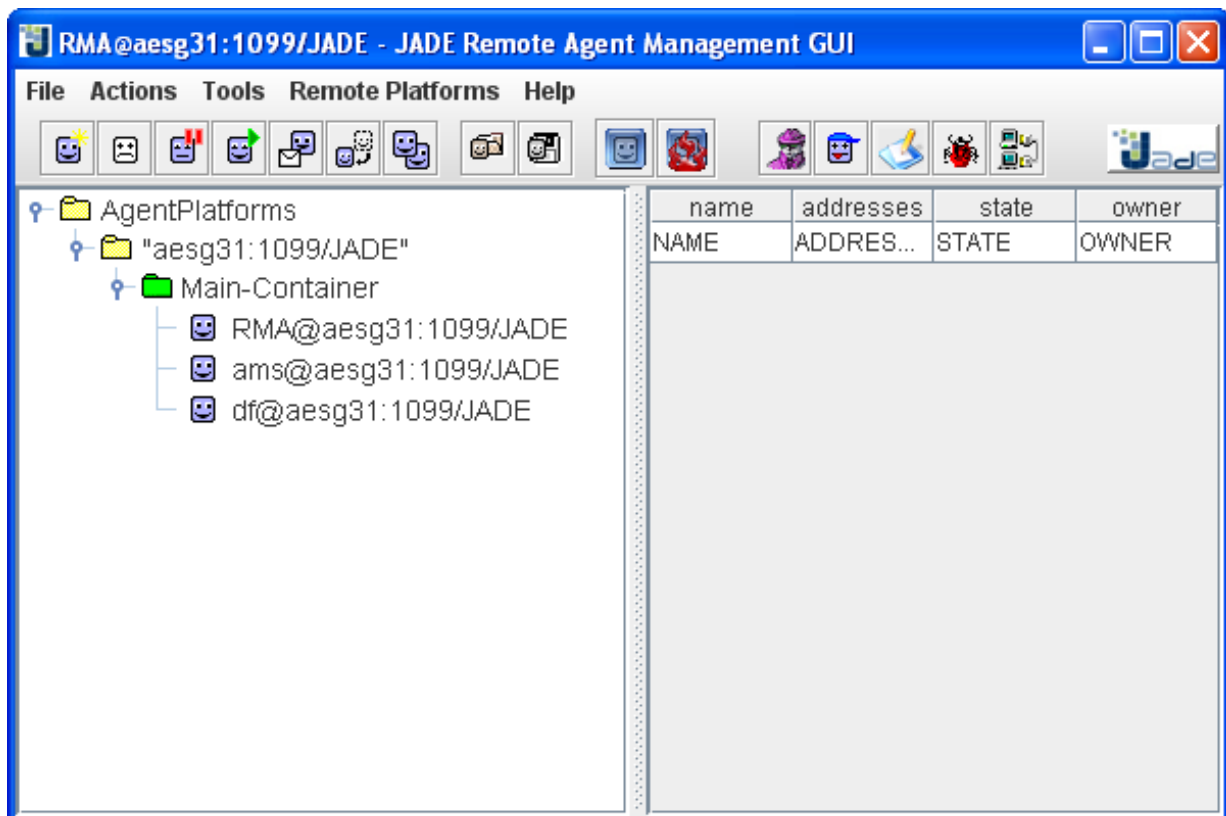 RMA@aesg31:1099/JADE - JADE Remote Agent Management GUI
File Actions Tools Remote Platforms Help
Jade
AgentPlatforms
"aesg31:1099/JADE"
Main-Container
RMA@aesg31:1099/JADE
ams@aesg31:1099/JADE
df@aesg31:1099/JADE
name addresses state owner
NAME ADDRES... STATE OWNER